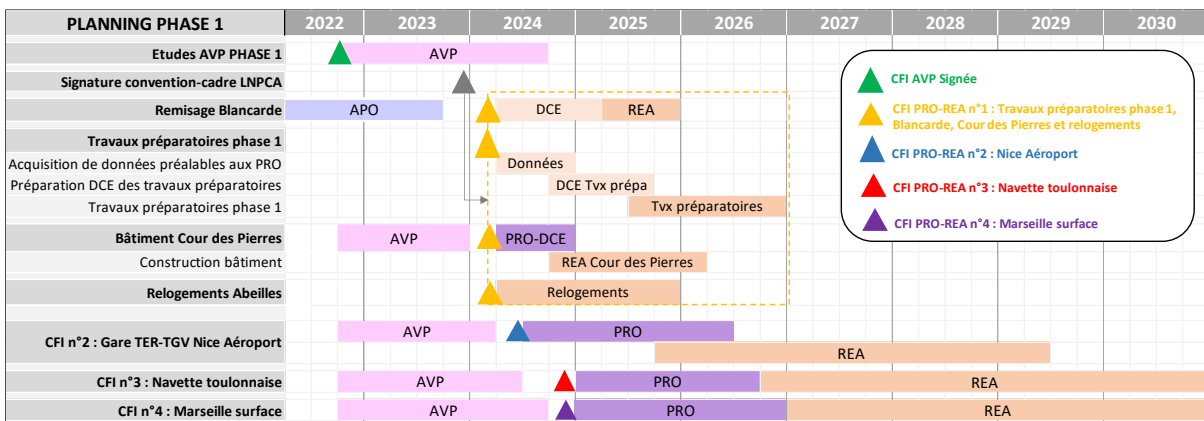 PLANNING PHASE 1 2022 2023 2024 2025 2026 2027 2028 2029 2030
Etudes AVP PHASE 1 AVP
Signature convention-cadre LNPCA
Remisage Blancarde APO DCE REA
Travaux préparatoires phase 1
Acquisition de données préalables aux PRO Données
Préparation DCE des travaux préparatoires DCE Tvx prépa
Travaux préparatoires phase 1 Tvx préparatoires
Bâtiment Cour des Pierres AVP PRO-DCE
Construction bâtiment REA Cour des Pierres
Relogements Abeilles Relogements
CFI n°2 : Gare TER-TGV Nice Aéroport AVP PRO
REA
CFI n°3 : Navette toulonnaise AVP PRO REA
CFI n°4 : Marseille surface AVP PRO REA
CFI AVP Signée
CFI PRO-REA n°1 : Travaux préparatoires phase 1,
Blancarde, Cour des Pierres et relogements
CFI PRO-REA n°2 : Nice Aéroport
CFI PRO-REA n°3 : Navette toulonnaise
CFI PRO-REA n°4 : Marseille surface